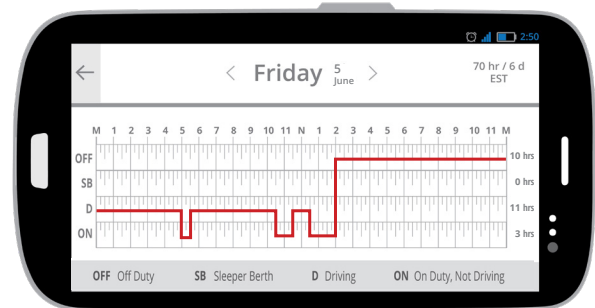 2:50
Friday 5 June
70 hr / 6 d
EST
M 1 2 3 4 5 6 7 8 9 10 11 N 1 2 3 4 5 6 7 8 9 10 11 M
OFF 10 hrs
SB 0 hrs
D 11 hrs
ON 3 hrs
OFF Off Duty SB Sleeper Berth D Driving ON On Duty, Not Driving